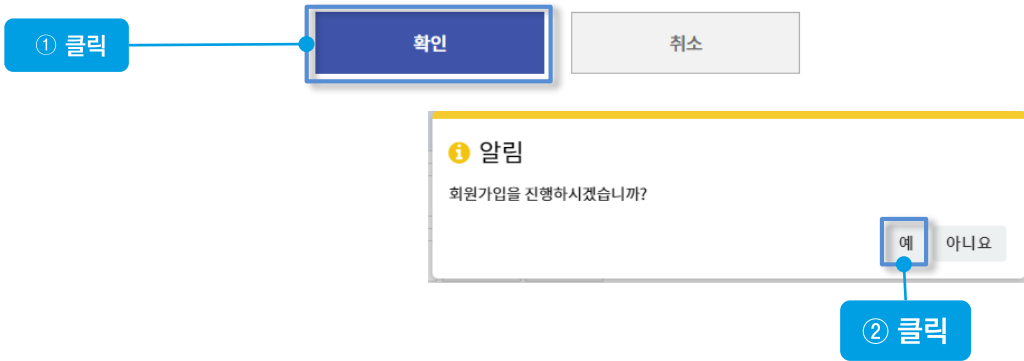 ① 클릭
확인
취소
알림
회원가입을 진행하시겠습니까?
예
아니요
② 클릭